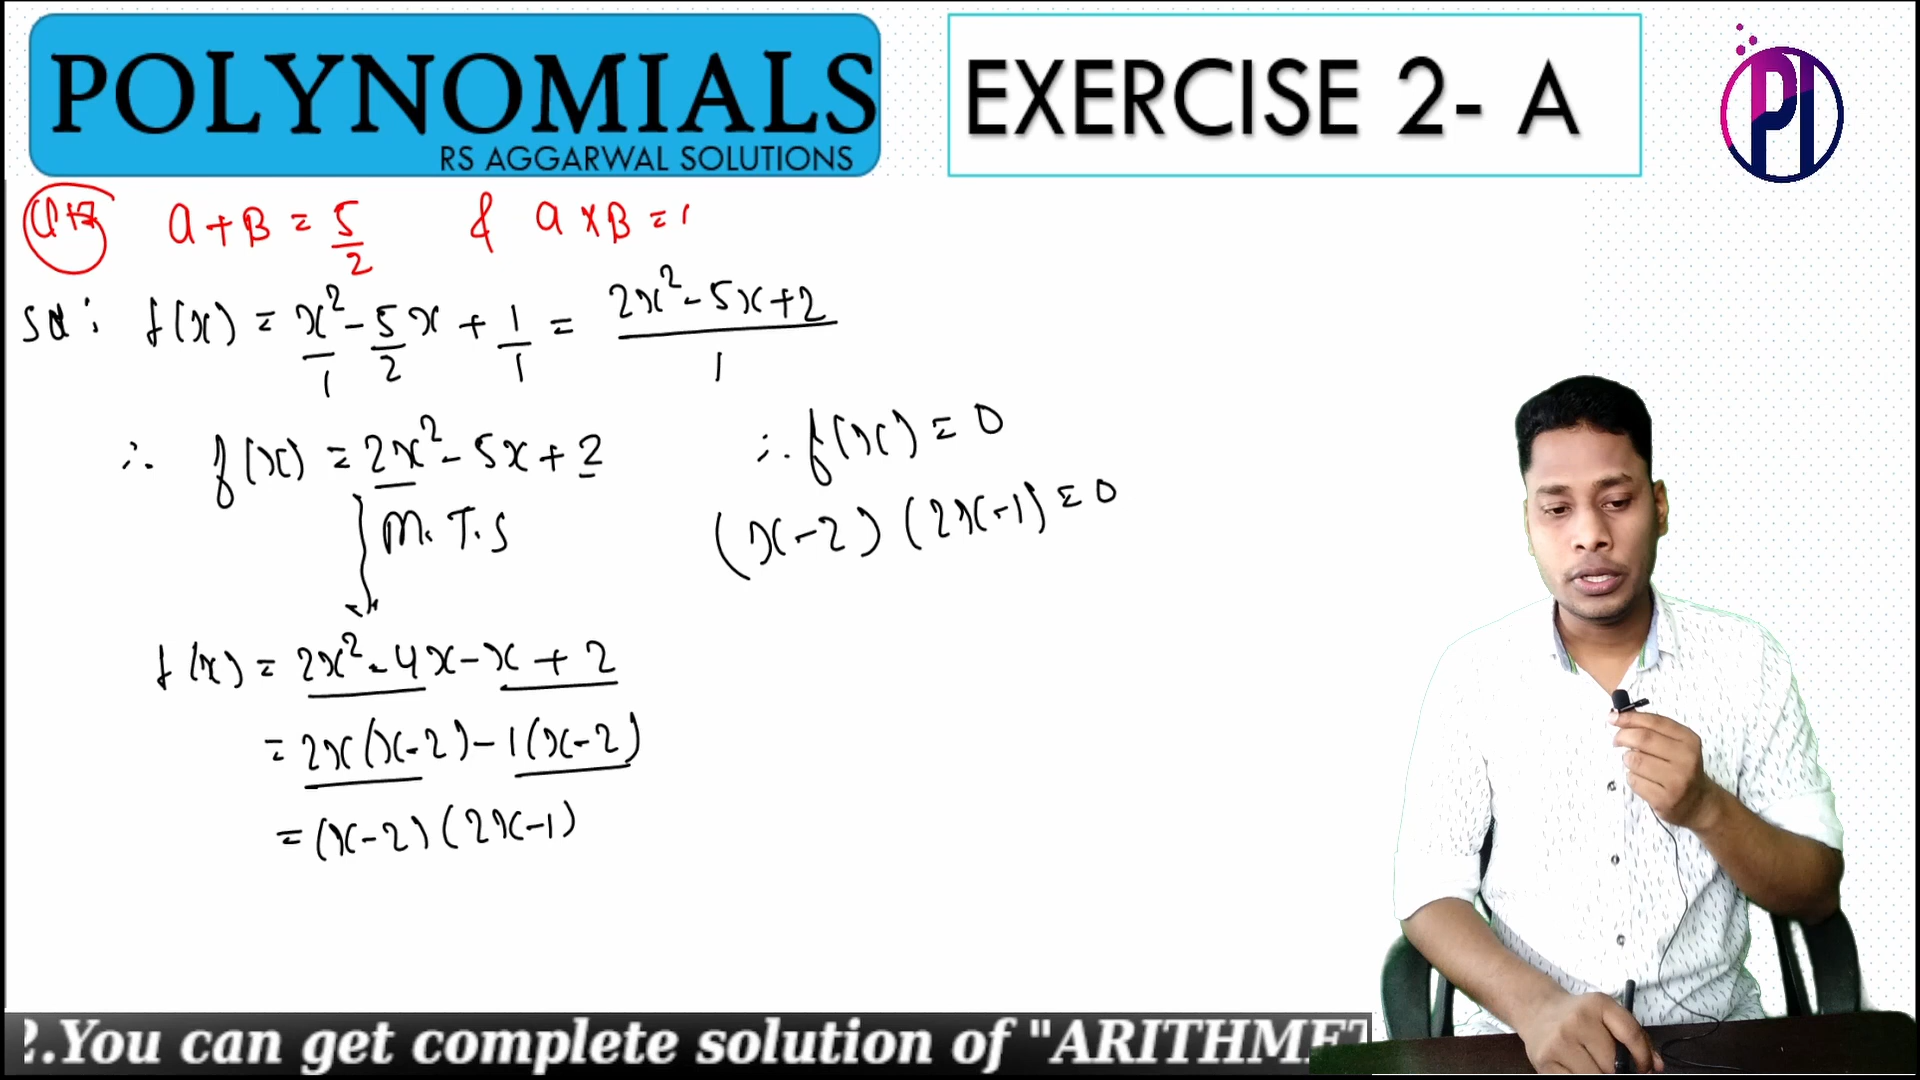 POLYNOMIALS
RS AGGARWAL SOLUTIONS
EXERCISE 2- A
PI
α + β = 5/2 & α × β = 1
Sol: f(x) = x²/1 - 5/2 x + 1/1 = 2x² - 5x + 2 / 1
∴ f(x) = 2x² - 5x + 2
M. T. S
f(x) = 2x² - 4x - x + 2
= 2x(x-2) - 1(x-2)
= (x-2) (2x-1)
∴ f(x) = 0
(x-2) (2x-1) = 0
2.You can get complete solution of "ARITHME